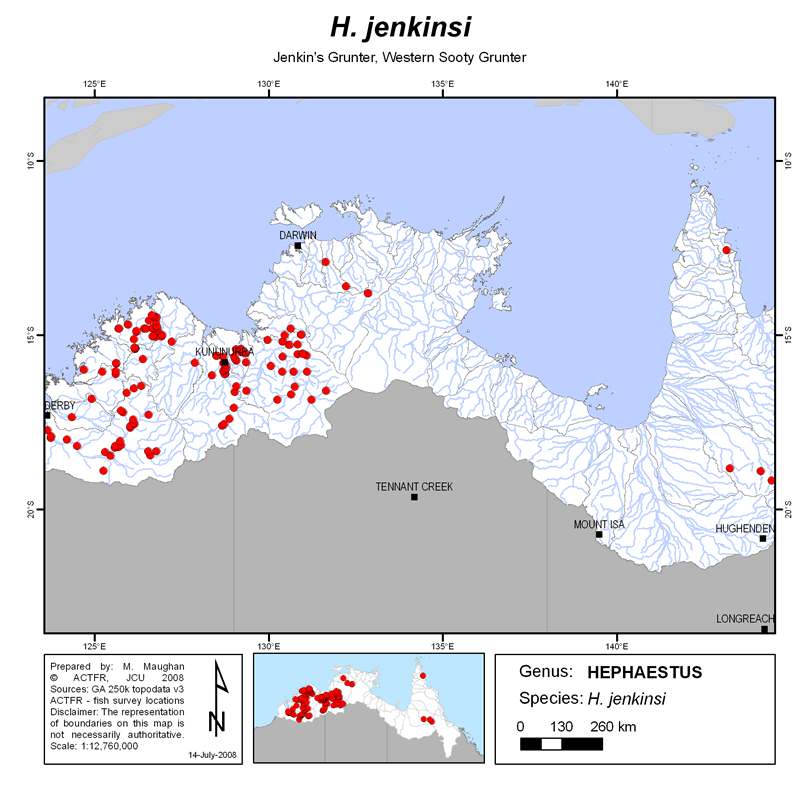 H. jenkinsi
Jenkin's Grunter, Western Sooty Grunter
125°E 130°E 135°E 140°E
10°S 10°S
DARWIN
15°S 15°S
KUNUNURRA
DERBY
TENNANT CREEK
20°S 20°S
MOUNT ISA
HUGHENDEN
LONGREACH
125°E 130°E 135°E 140°E
Prepared by: M. Maughan
© ACTFR, JCU 2008
Sources: GA 250k topodata v3
ACTFR - fish survey locations
Disclaimer: The representation
of boundaries on this map is
not necessarily authoritative.
Scale: 1:12,760,000
N
14-July-2008
Genus: HEPHAESTUS
Species: H. jenkinsi
0 130 260 km